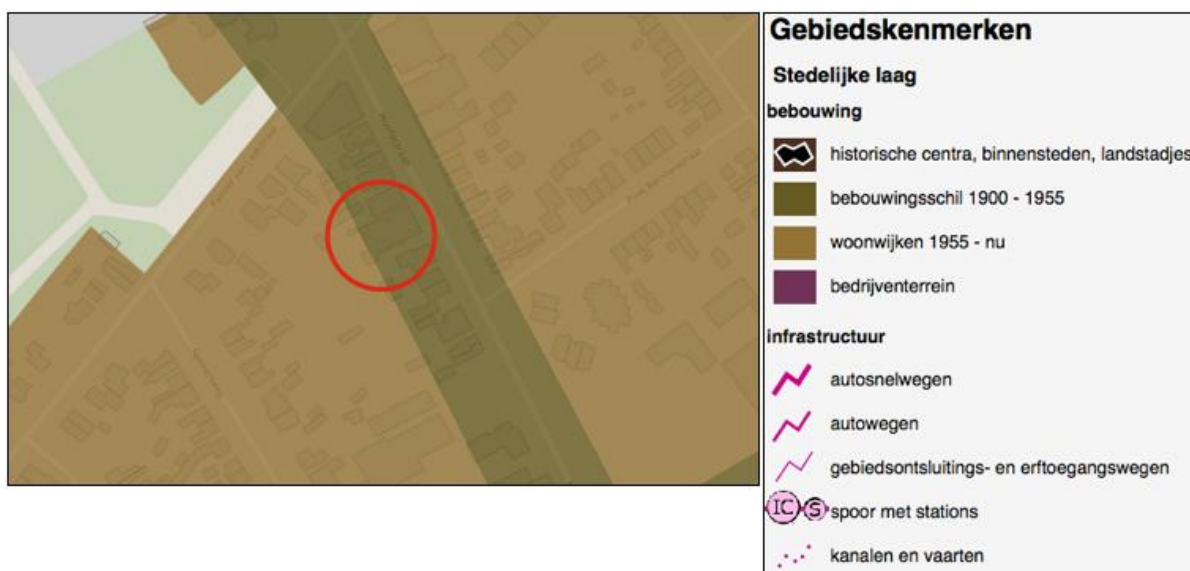 Gebiedskenmerken
Stedelijke laag
bebouwing
historische centra, binnensteden, landstadjes
bebouwingsschil 1900 - 1955
woonwijken 1955 - nu
bedrijventerrein
infrastructuur
autosnelwegen
autowegen
gebiedsontsluitings- en erftoegangswegen
IC S spoor met stations
kanalen en vaarten